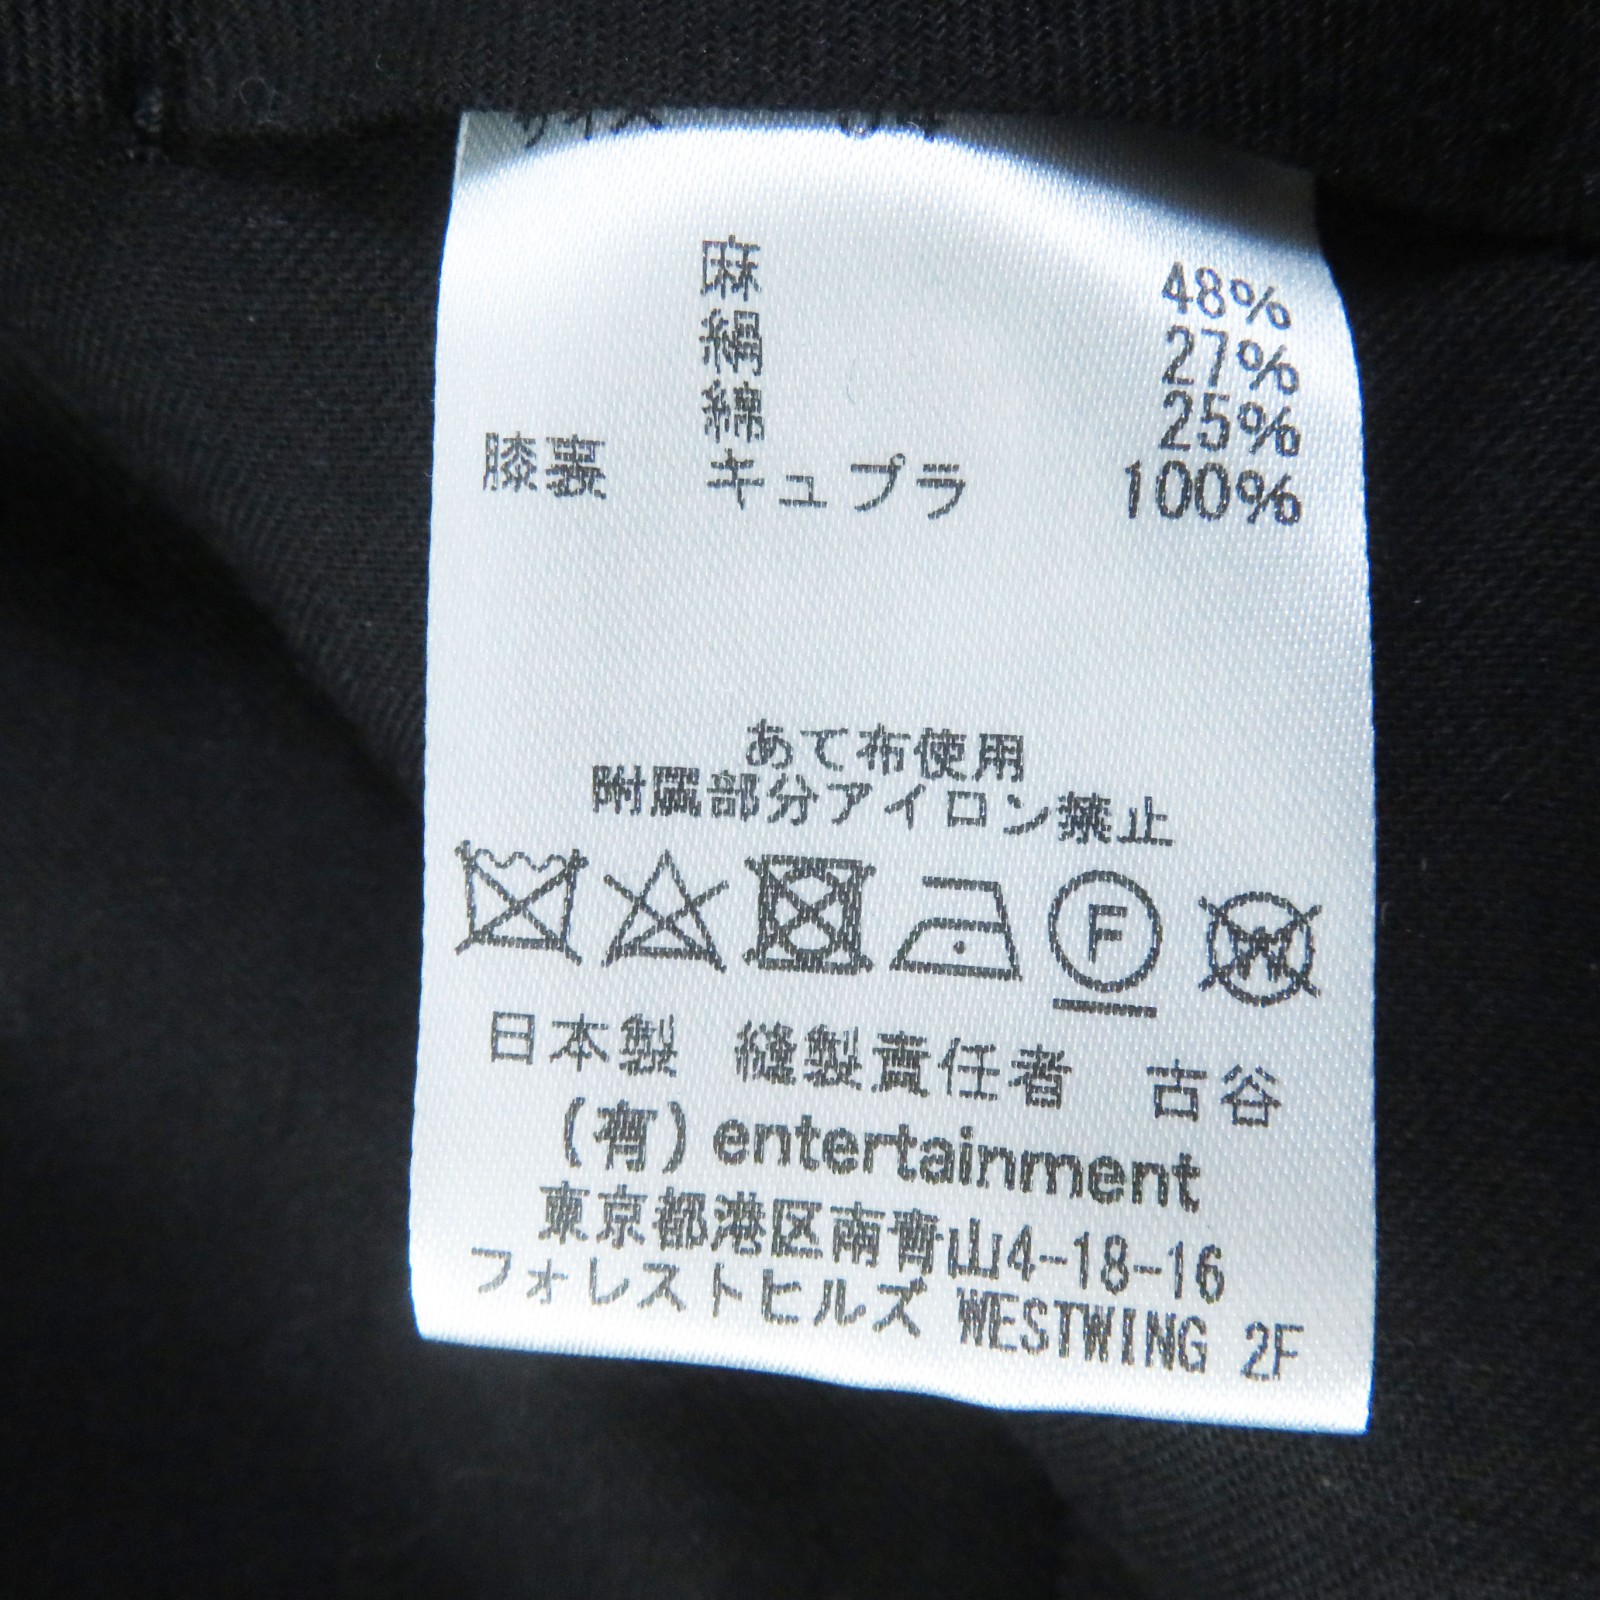 サイズ
麻 48%
絹 27%
綿 25%
膝裏 キュプラ 100%
あて布使用
附属部分アイロン禁止
F W
日本製 縫製責任者 古谷
(有) entertainment
東京都港区南青山4-18-16
フォレストヒルズ WESTWING 2F